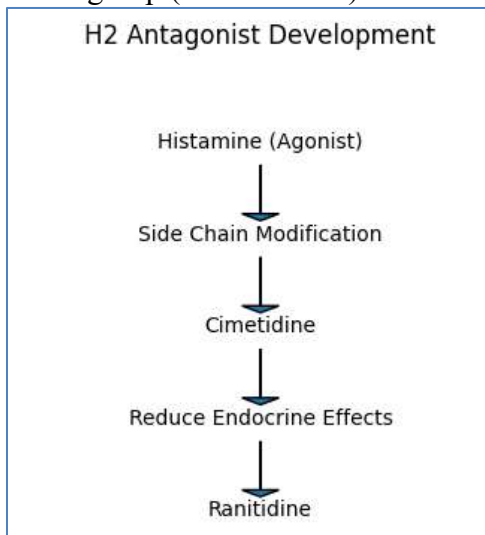 H2 Antagonist Development
Histamine (Agonist)
Side Chain Modification
Cimetidine
Reduce Endocrine Effects
Ranitidine